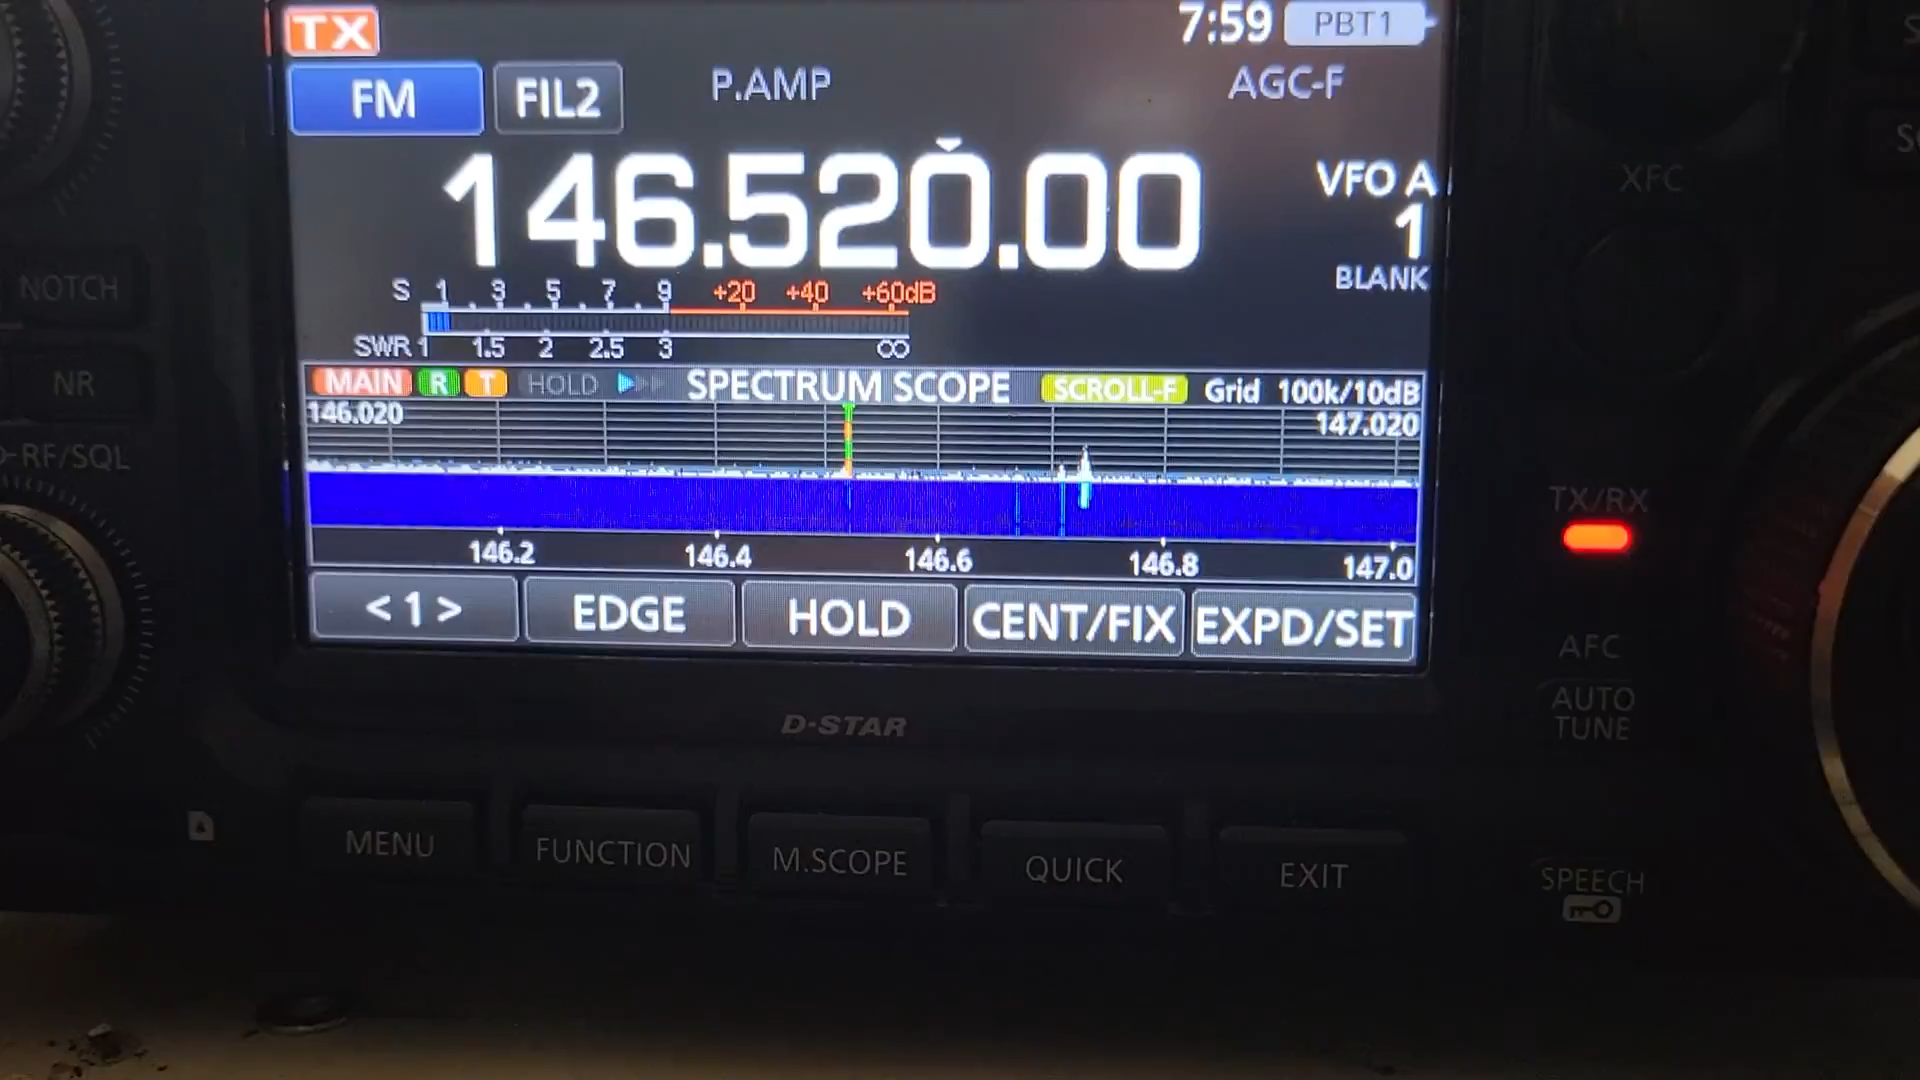 TX 7:59 PBT1
FM FIL2 P.AMP AGC-F
146.520.00 VFO A
1
BLANK
S 1 . 3 . 5 . 7 . 9 +20 +40 +60dB
SWR 1 1.5 2 2.5 3 ∞
MAIN R T HOLD SPECTRUM SCOPE SCROLL-F Grid 100k/10dB
146.020 147.020
146.2 146.4 146.6 146.8 147.0
<1> EDGE HOLD CENT/FIX EXPD/SET
D-STAR
MENU FUNCTION M.SCOPE QUICK EXIT
NOTCH
NR
-RF/SQL
XFC
TX/RX
AFC
AUTO
TUNE
SPEECH